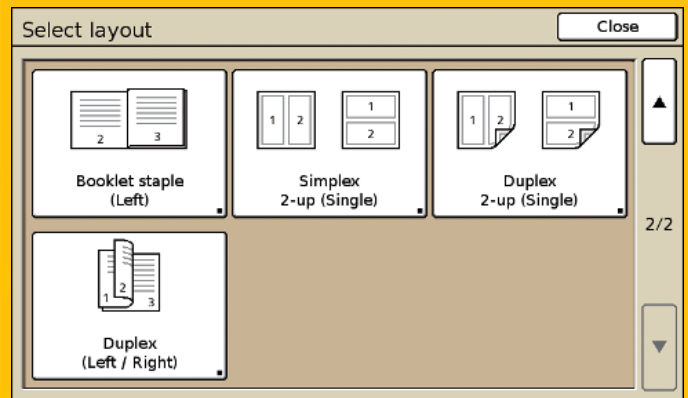 Select layout
Close
2 3
Booklet staple
(Left)
1 2 1
2
Simplex
2-up (Single)
1 2 1
2
Duplex
2-up (Single)
▲
2/2
▼
1 2 3
Duplex
(Left / Right)